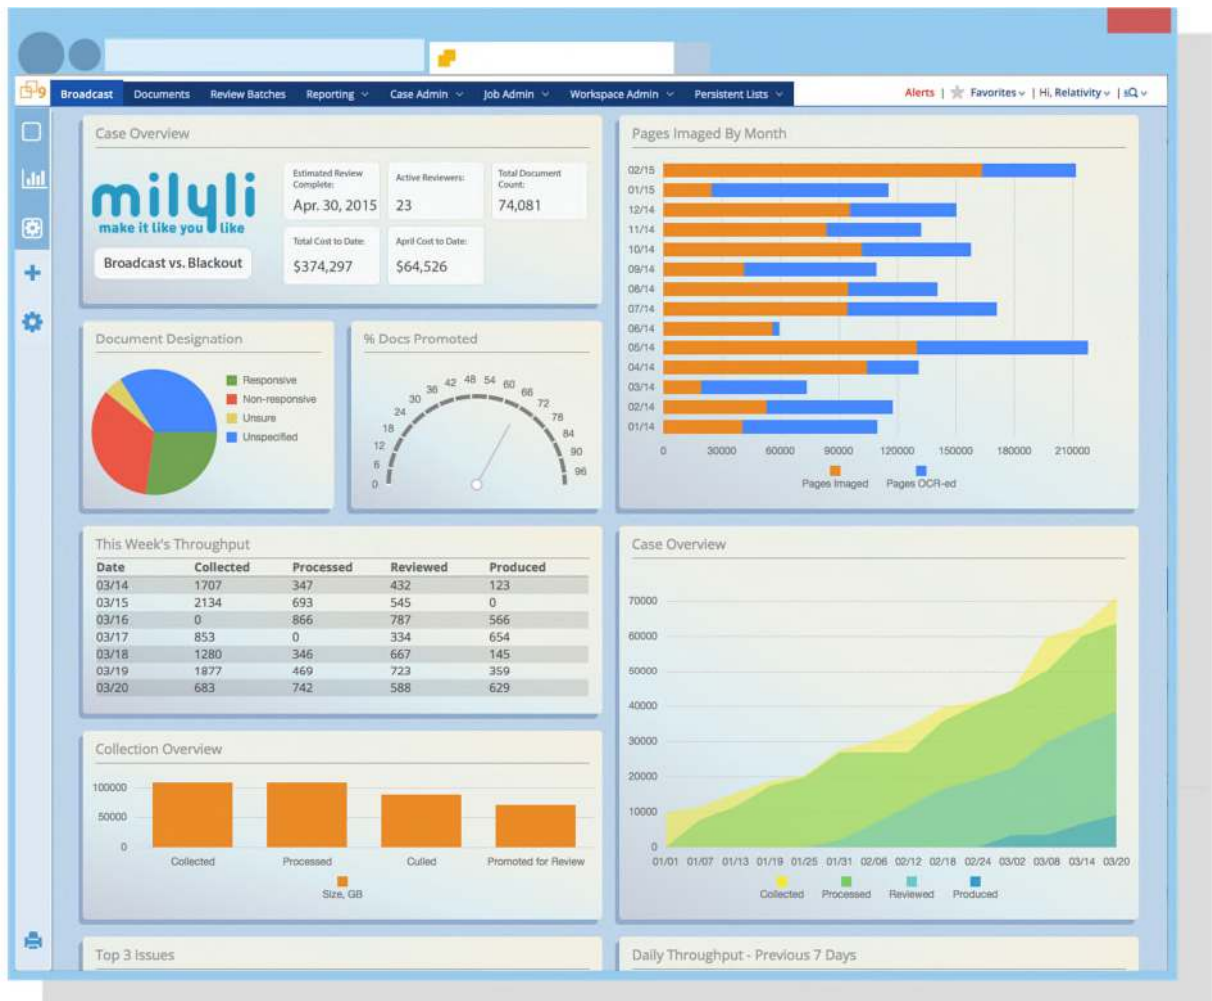 9 Broadcast Documents Review Batches Reporting Case Admin Job Admin Workspace Admin Persistent Lists Alerts | Favorites | Hi, Relativity |
Case Overview
milyli
make it like you like
Broadcast vs. Blackout
Estimated Review Complete:
Apr. 30, 2015
Active Reviewers:
23
Total Document Count:
74,081
Total Cost to Date:
$374,297
April Cost to Date:
$64,526
Pages Imaged By Month
02/15
01/15
12/14
11/14
10/14
09/14
08/14
07/14
06/14
05/14
04/14
03/14
02/14
01/14
0 30000 60000 90000 120000 150000 180000 210000
Pages Imaged Pages OCR-ed
Document Designation
Responsive
Non-responsive
Unsure
Unspecified
% Docs Promoted
0 6 12 18 24 30 36 42 48 54 60 66 72 78 84 90 96
This Week's Throughput
Date Collected Processed Reviewed Produced
03/14 1707 347 432 123
03/15 2134 693 545 0
03/16 0 866 787 566
03/17 853 0 334 654
03/18 1280 346 667 145
03/19 1877 469 723 359
03/20 683 742 588 629
Case Overview
70000
60000
50000
40000
30000
20000
10000
0
01/01 01/07 01/13 01/19 01/25 01/31 02/06 02/12 02/18 02/24 03/02 03/08 03/14 03/20
Collected Processed Reviewed Produced
Collection Overview
100000
50000
0
Collected Processed Culled Promoted for Review
Size, GB
Top 3 Issues
Daily Throughput - Previous 7 Days